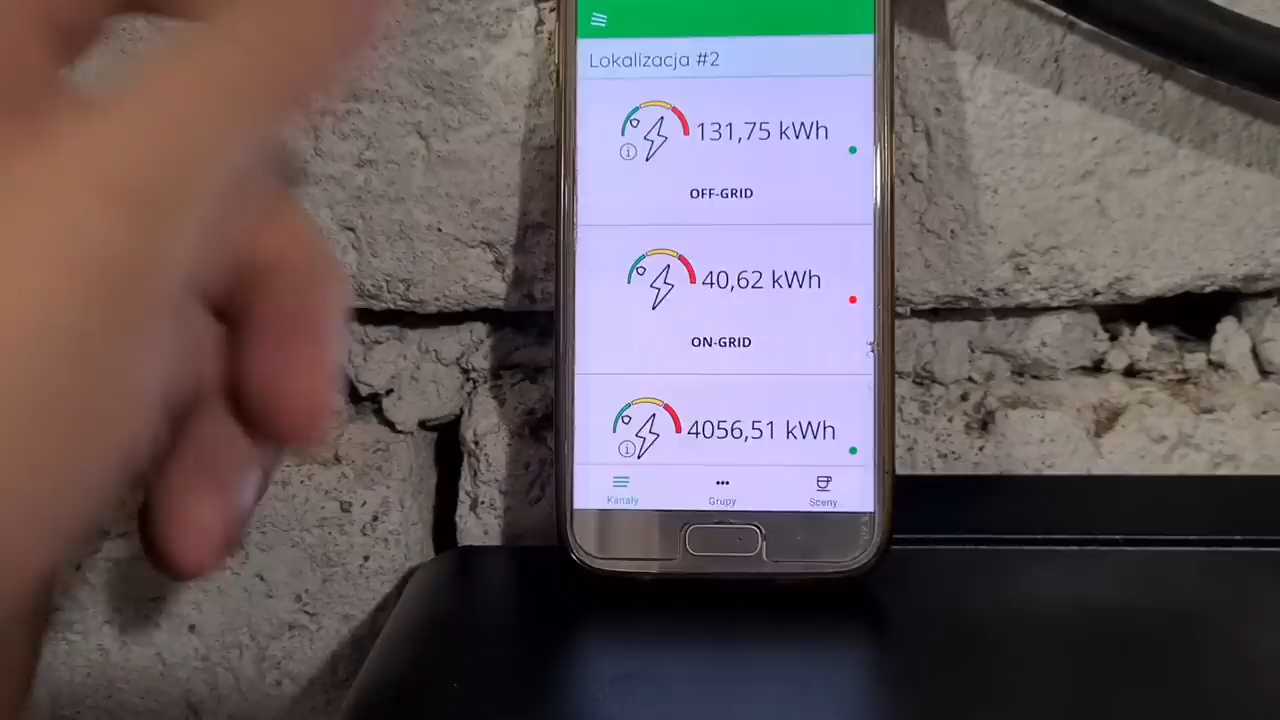 Lokalizacja #2
131,75 kWh
OFF-GRID
40,62 kWh
ON-GRID
4056,51 kWh
Kanały
Grupy
Sceny